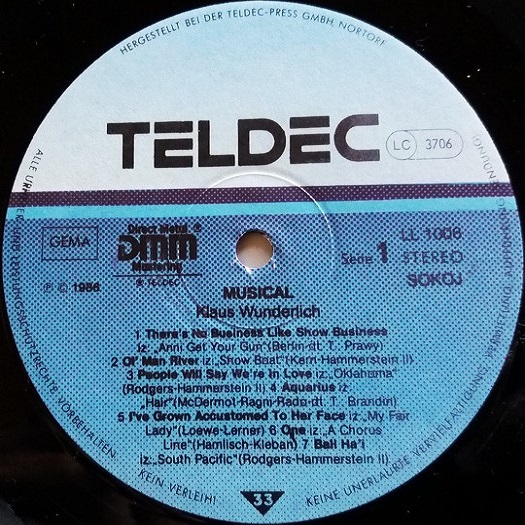 HERGESTELLT BEI DER TELDEC-PRESS GMBH, NORTORF
TELDEC
LC 3706
GEMA
Direct Metal
DMM
Mastering
® TELDEC
Ⓟ © 1986
LL 1006
Seite 1 STEREO
SOKOJ
MUSICAL
Klaus Wunderlich
1 There's No Business Like Show Business
iz:„Anni Get Your Gun" (Berlin-dt. T. Prawy)
2 Ol' Man River iz:„Show Boat" (Kern-Hammerstein II)
3 People Will Say We're In Love iz:„Oklahoma"
(Rodgers-Hammerstein II) 4 Aquarius iz:„
Hair" (McDermol-Ragni-Rado-dt. T. Brandin)
5 I've Grown Accustomed To Her Face iz:„My Fair
Lady" (Loewe-Lerner) 6 One iz:„A Chorus
Line" (Hamlisch-Kleban) 7 Bali Ha'i
iz:„South Pacific" (Rodgers-Hammerstein II)
33
ALLE
VORBEHALTEN. KEIN VERLEIH!
KEINE UNERLAUBTE VERVIELFÄLTIGUNG,